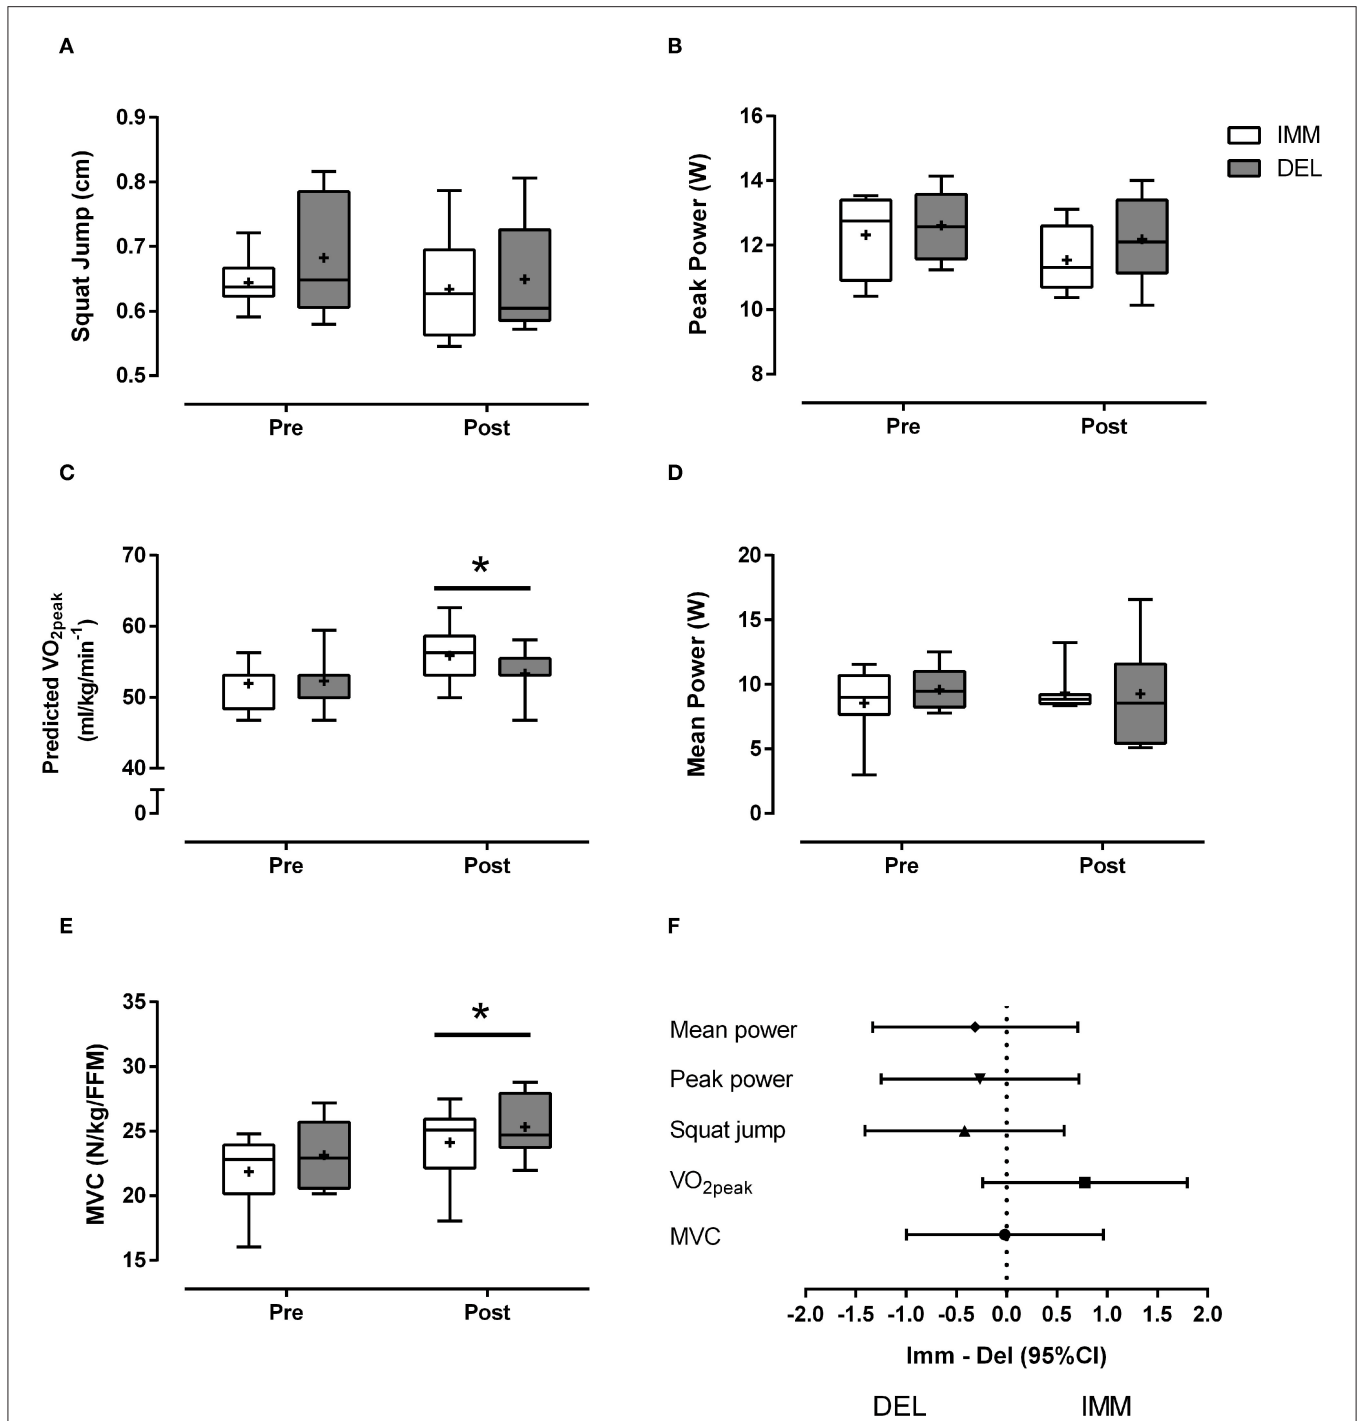 A
B
0.9
0.8
0.7
0.6
0.5
Squat Jump (cm)
Pre
Post
16
14
12
10
8
Peak Power (W)
Pre
Post
IMM
DEL
C
D
70
60
50
40
0
Predicted VO2peak
(ml/kg/min-1)
*
Pre
Post
20
15
10
5
0
Mean Power (W)
Pre
Post
E
F
35
30
25
20
15
MVC (N/kg/FFM)
*
Pre
Post
Mean power
Peak power
Squat jump
VO2peak
MVC
-2.0 -1.5 -1.0 -0.5 0.0 0.5 1.0 1.5 2.0
Imm - Del (95%CI)
DEL IMM